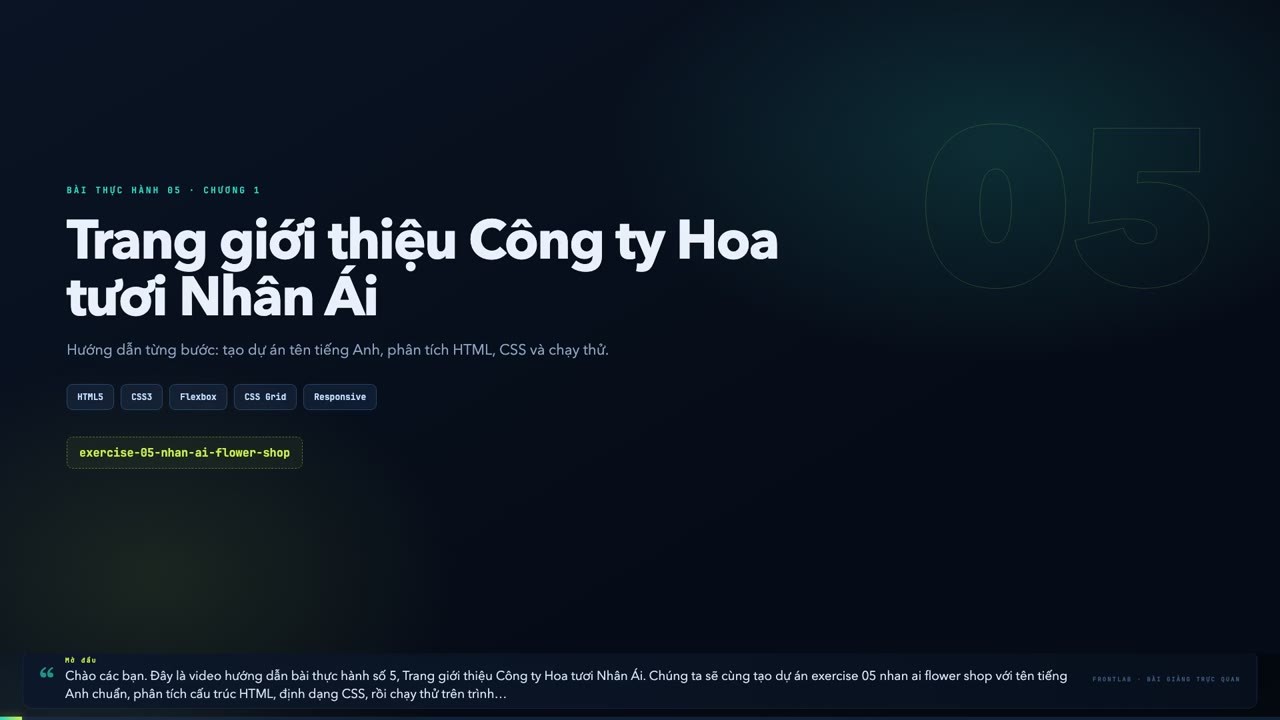 BÀI THỰC HÀNH 05 · CHƯƠNG 1
05
Trang giới thiệu Công ty Hoa
tươi Nhân Ái
Hướng dẫn từng bước: tạo dự án tên tiếng Anh, phân tích HTML, CSS và chạy thử.
HTML5 CSS3 Flexbox CSS Grid Responsive
exercise-05-nhan-ai-flower-shop
Mở đầu
Chào các bạn. Đây là video hướng dẫn bài thực hành số 5, Trang giới thiệu Công ty Hoa tươi Nhân Ái. Chúng ta sẽ cùng tạo dự án exercise 05 nhan ai flower shop với tên tiếng
Anh chuẩn, phân tích cấu trúc HTML, định dạng CSS, rồi chạy thử trên trình…
FRONTLAB · BÀI GIẢNG TRỰC QUAN